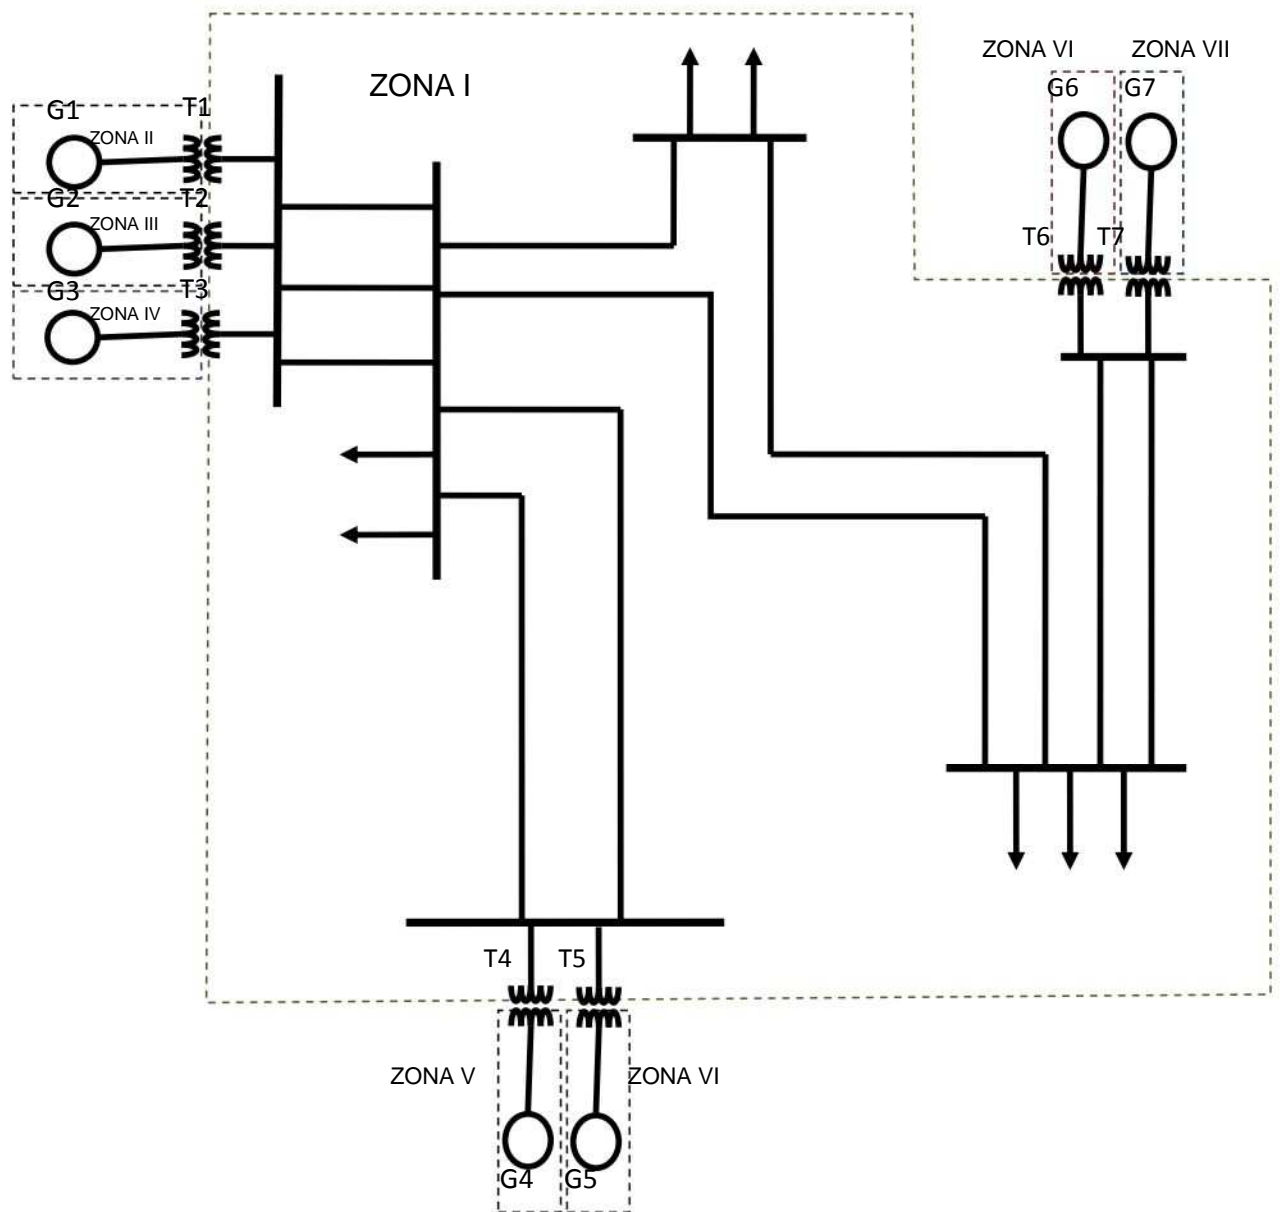 ZONA VI
ZONA VII
ZONA I
G6
G7
G1
T1
ZONA II
G2
T2
ZONA III
T6
T7
G3
T3
ZONA IV
T4
T5
ZONA V
ZONA VI
G4
G5